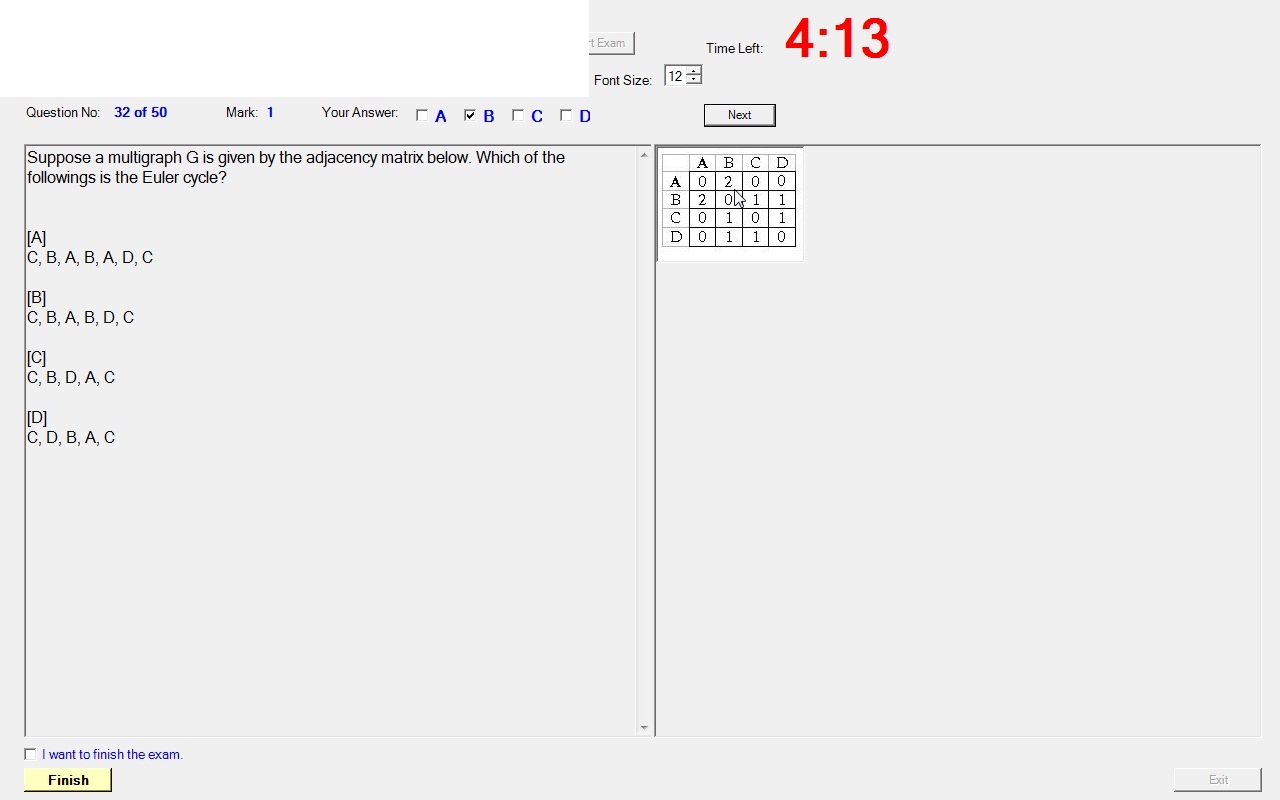 t Exam
Time Left: 4:13
Font Size: 12
Question No: 32 of 50 Mark: 1 Your Answer: A B C D Next
Suppose a multigraph G is given by the adjacency matrix below. Which of the
followings is the Euler cycle?
[A]
C, B, A, B, A, D, C
[B]
C, B, A, B, D, C
[C]
C, B, D, A, C
[D]
C, D, B, A, C
A B C D
A 0 2 0 0
B 2 0 1 1
C 0 1 0 1
D 0 1 1 0
I want to finish the exam.
Finish
Exit